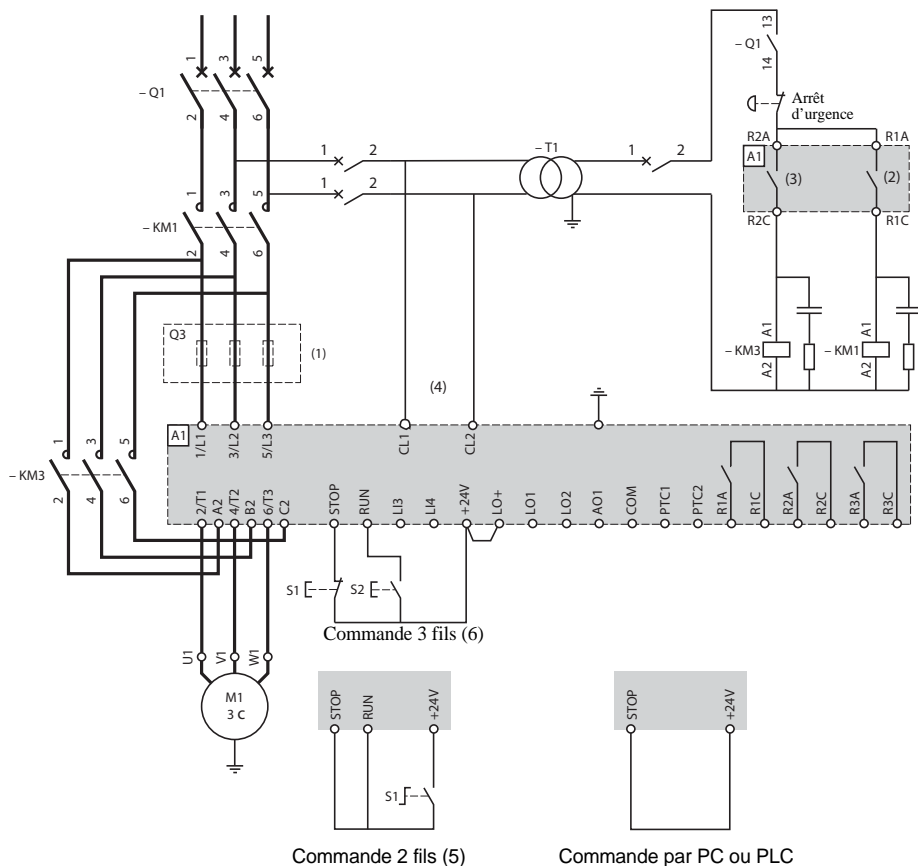 1 3 5
– Q1
2 4 6
13
– Q1
14
Arrêt
d'urgence
R2A R1A
A1
(3) (2)
R2C R1C
1 2
– T1
1 2
1 2
1 3 5
– KM1
2 4 6
Q3
(1)
A1 A1
– KM3 – KM1
A2 A2
(4)
A1
1/L1 3/L2 5/L3 CL1 CL2
1 3 5
– KM3
2 4 6
2/T1 A2 4/T2 B2 6/T3 C2 STOP RUN LI3 LI4 +24V LO+ LO1 LO2 AO1 COM PTC1 PTC2 R1A R1C R2A R2C R3A R3C
S1 S2
Commande 3 fils (6)
U1 V1 W1
M1
3 c
STOP RUN +24V
S1
Commande 2 fils (5)
STOP +24V
Commande par PC ou PLC